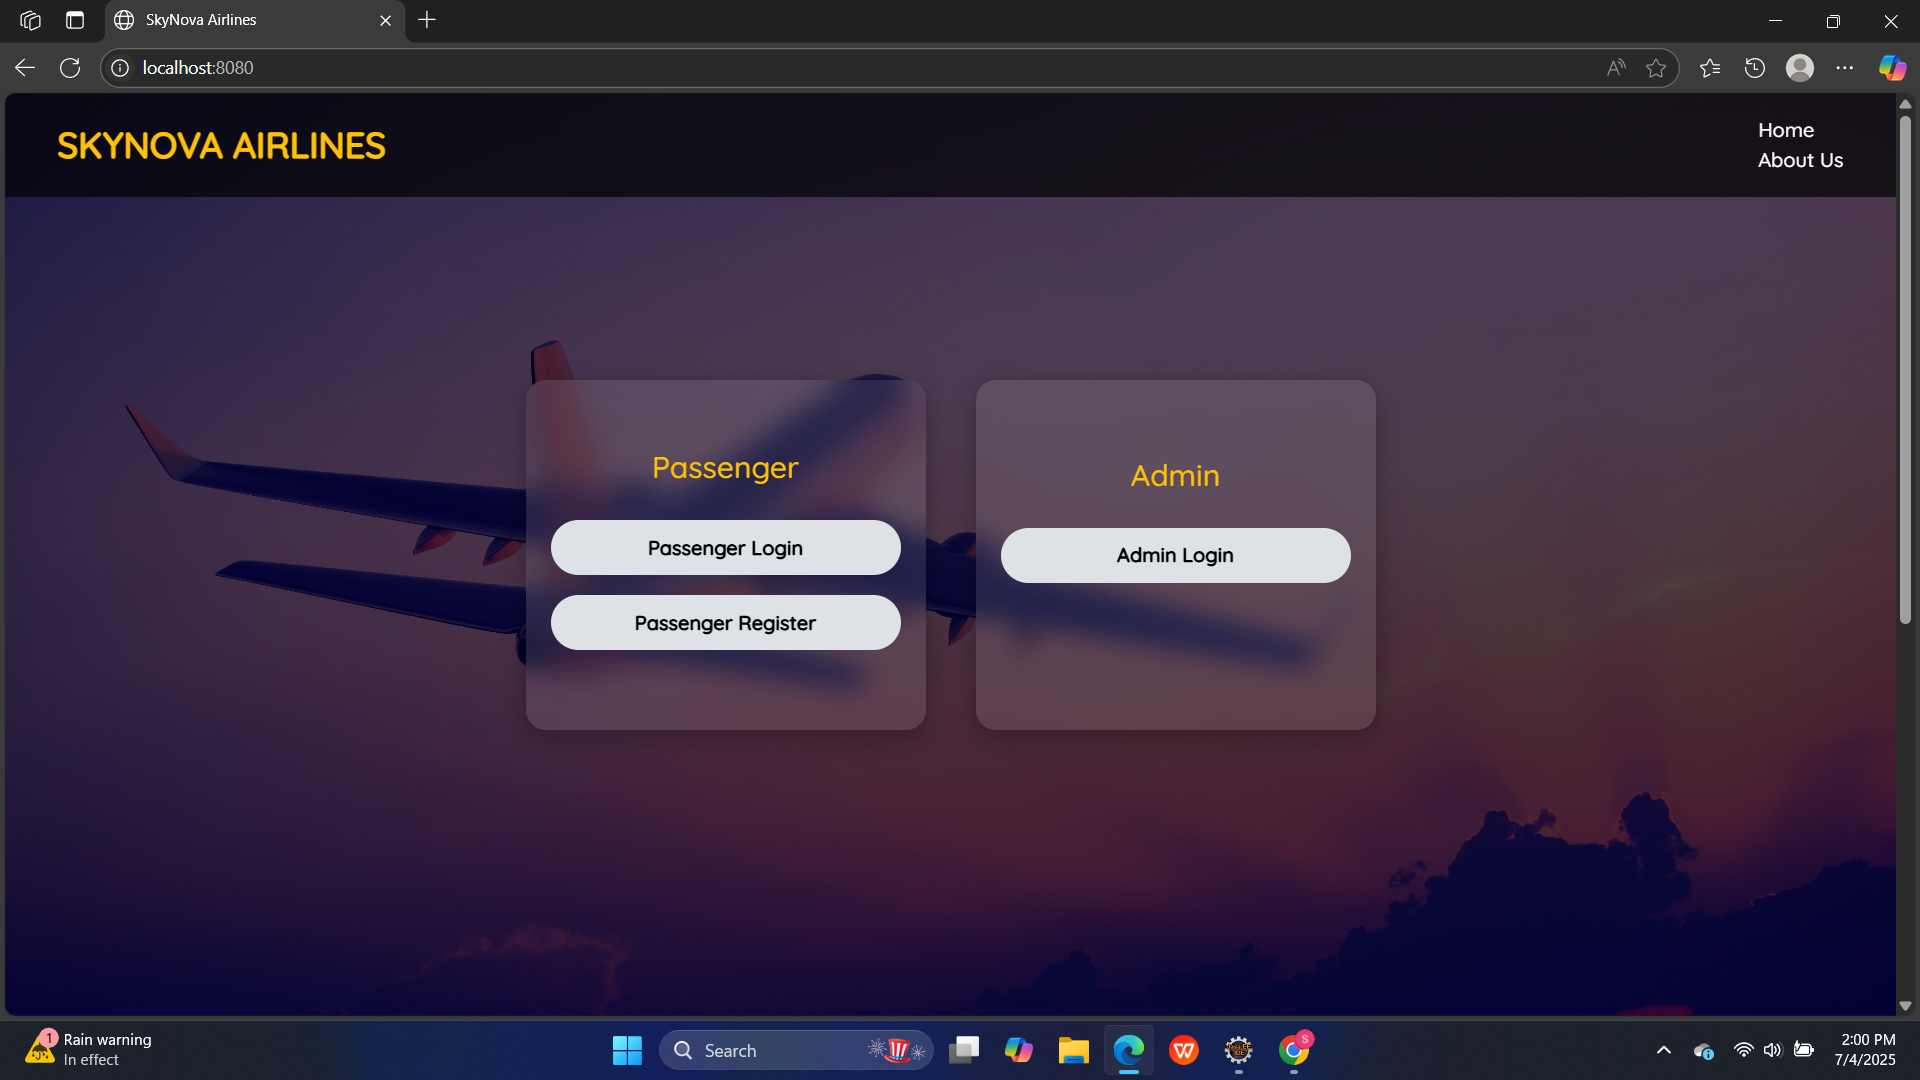 SkyNova Airlines
localhost:8080
SKYNOVA AIRLINES
Home
About Us
Passenger
Passenger Login
Passenger Register
Admin
Admin Login
1
Rain warning
In effect
Search
W
S
2:00 PM
7/4/2025